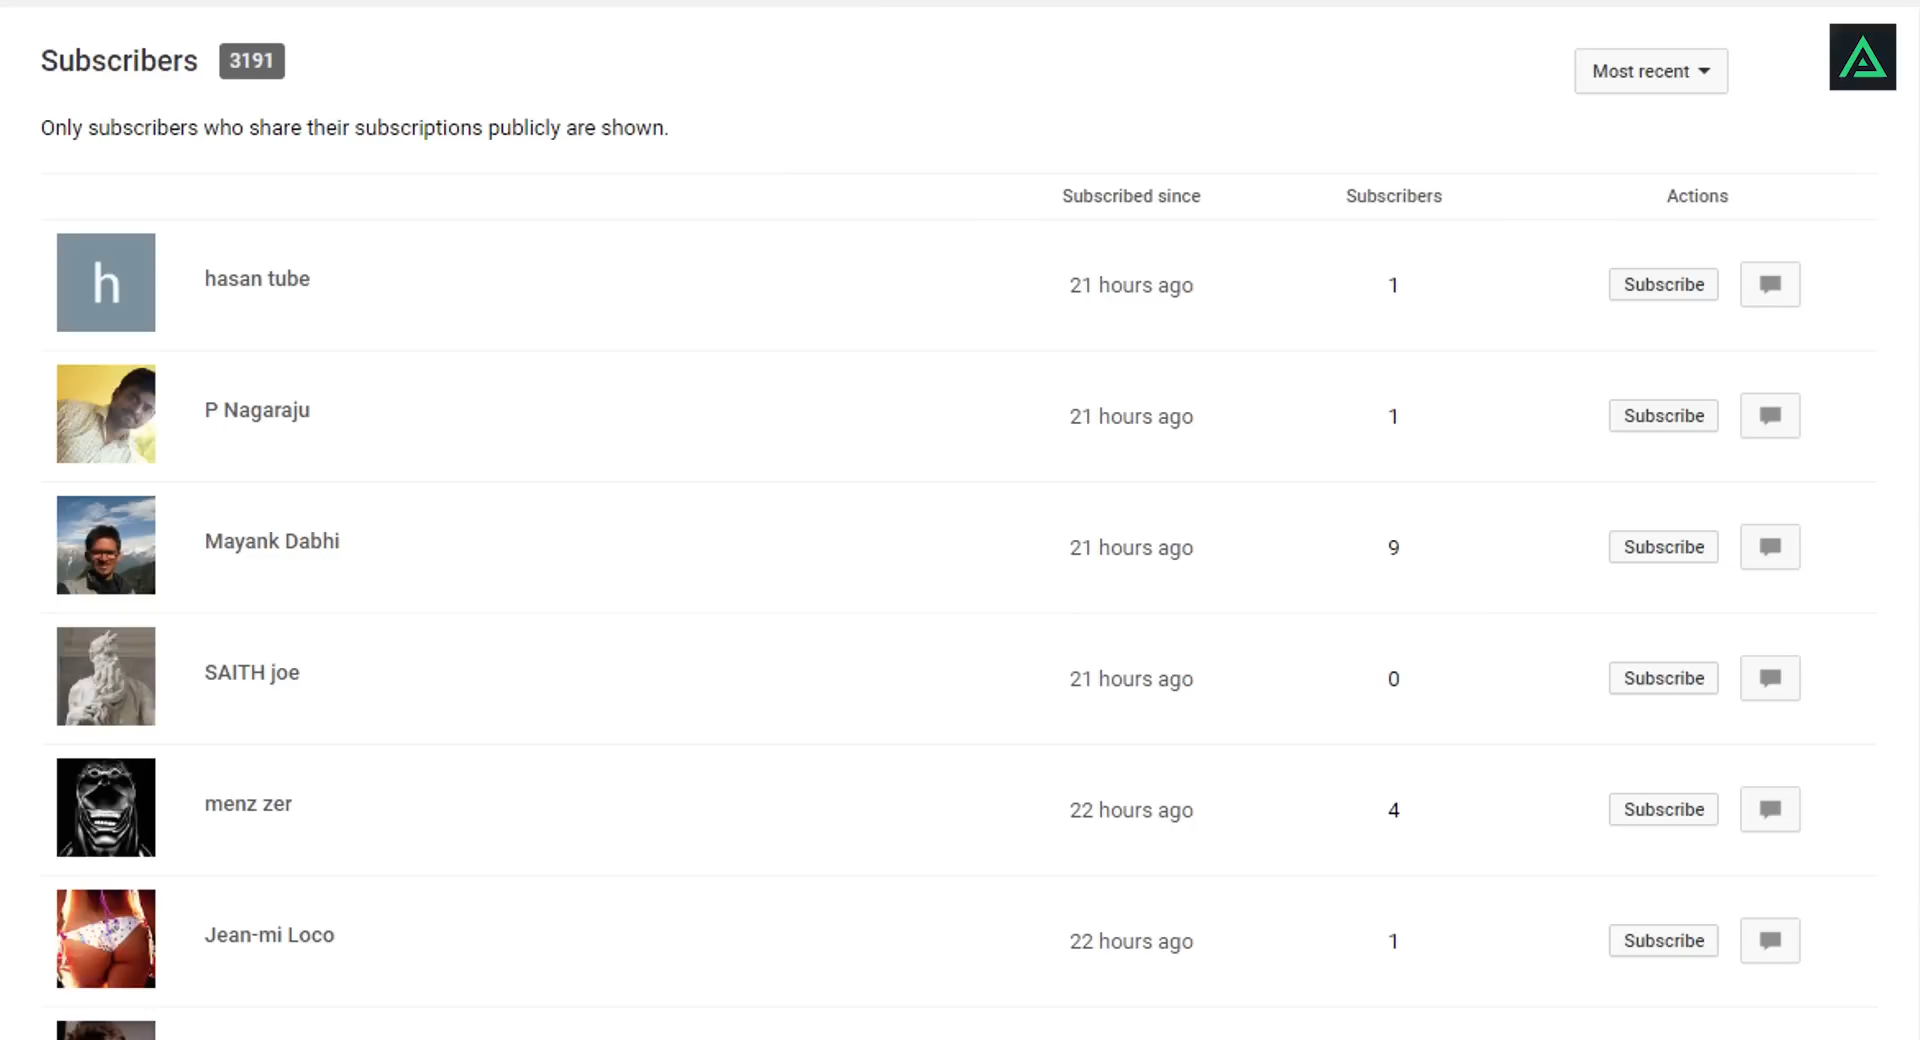 Subscribers 3191
Most recent
Only subscribers who share their subscriptions publicly are shown.
Subscribed since Subscribers Actions
h hasan tube 21 hours ago 1 Subscribe
P Nagaraju 21 hours ago 1 Subscribe
Mayank Dabhi 21 hours ago 9 Subscribe
SAITH joe 21 hours ago 0 Subscribe
menz zer 22 hours ago 4 Subscribe
Jean-mi Loco 22 hours ago 1 Subscribe